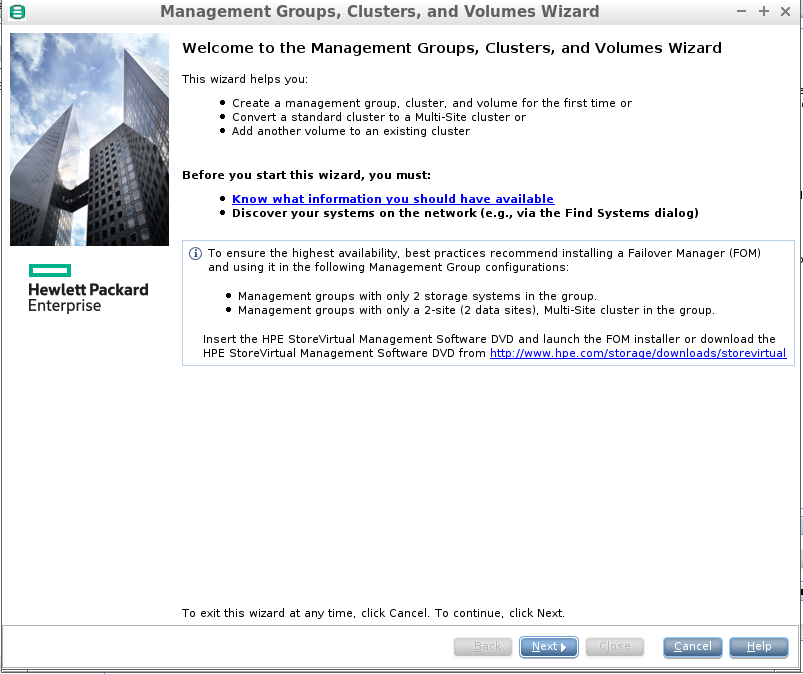 Management Groups, Clusters, and Volumes Wizard
Welcome to the Management Groups, Clusters, and Volumes Wizard
This wizard helps you:
Create a management group, cluster, and volume for the first time or
Convert a standard cluster to a Multi-Site cluster or
Add another volume to an existing cluster
Before you start this wizard, you must:
Know what information you should have available
Discover your systems on the network (e.g., via the Find Systems dialog)
To ensure the highest availability, best practices recommend installing a Failover Manager (FOM)
and using it in the following Management Group configurations:
Management groups with only 2 storage systems in the group.
Management groups with only a 2-site (2 data sites), Multi-Site cluster in the group.
Insert the HPE StoreVirtual Management Software DVD and launch the FOM installer or download the
HPE StoreVirtual Management Software DVD from http://www.hpe.com/storage/downloads/storevirtual
Hewlett Packard
Enterprise
To exit this wizard at any time, click Cancel. To continue, click Next.
Back Next Close Cancel Help